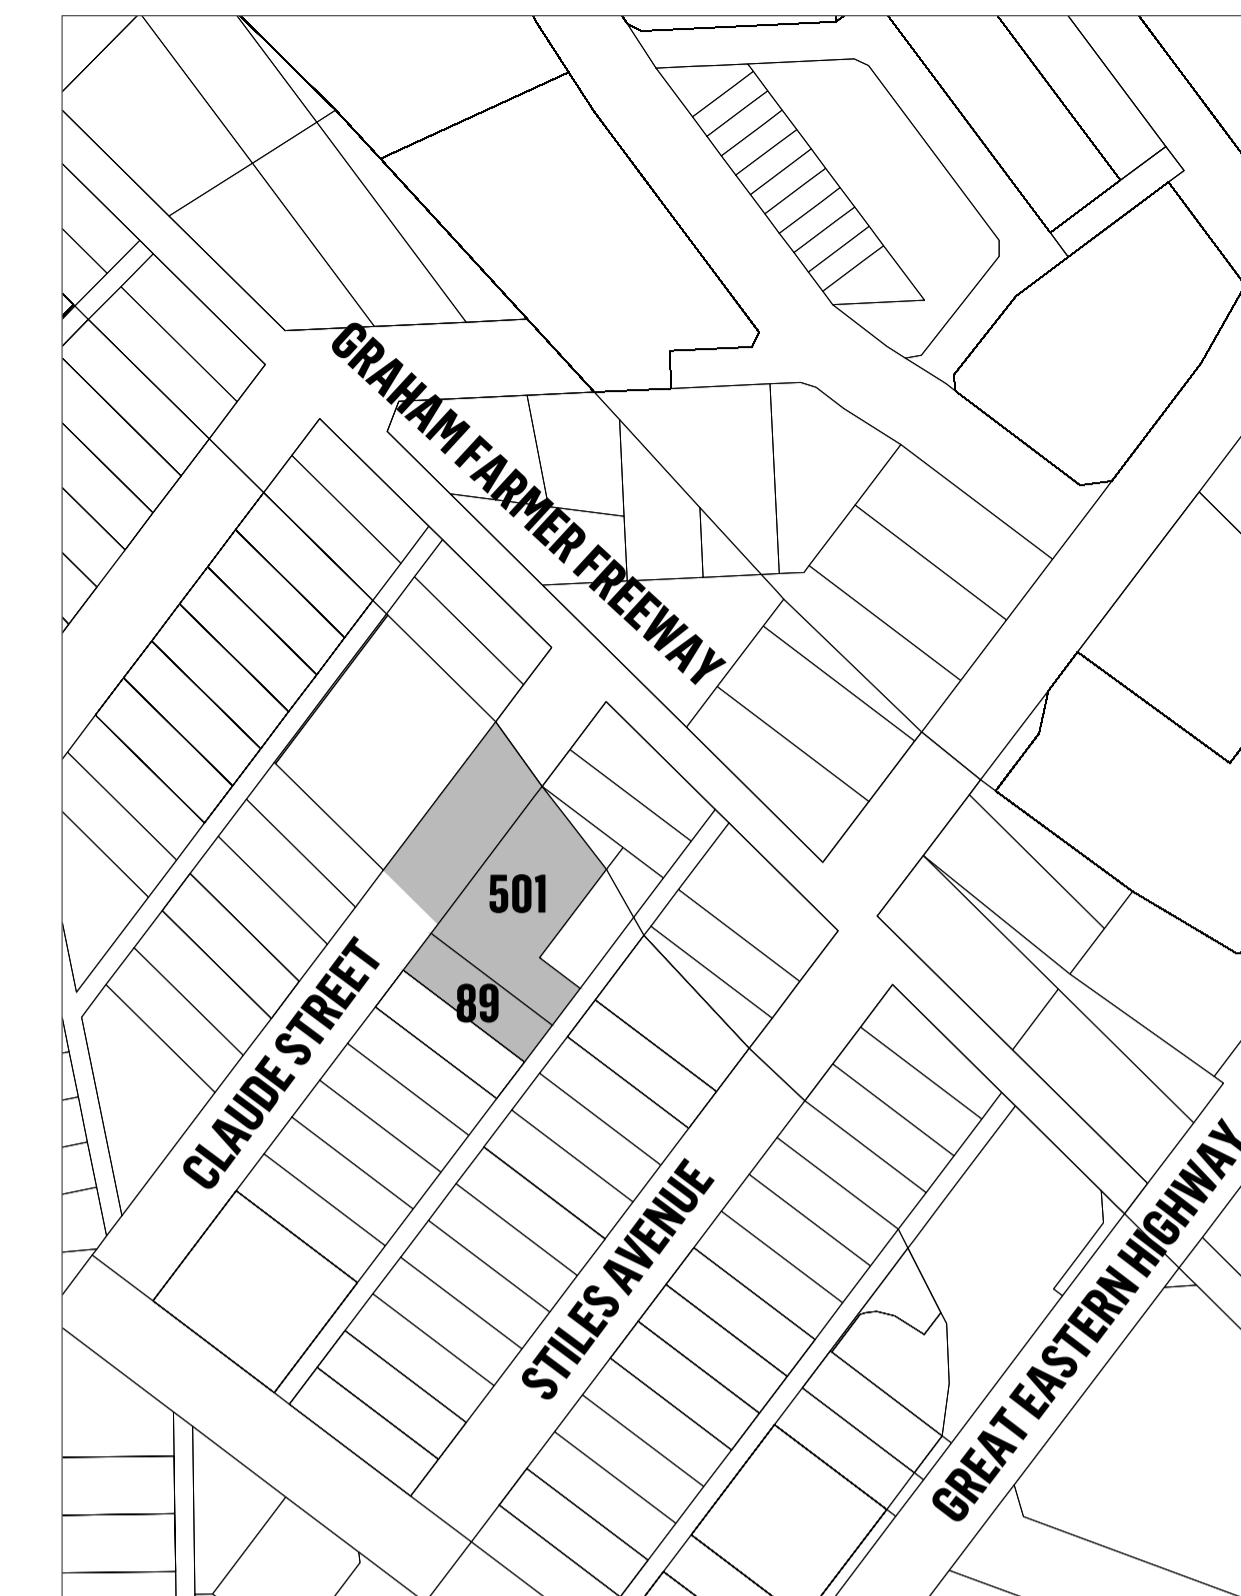 GRAHAM FARMER FREEWAY
501
89
CLAUDE STREET
STILES AVENUE
GREAT EASTERN HIGHWAY